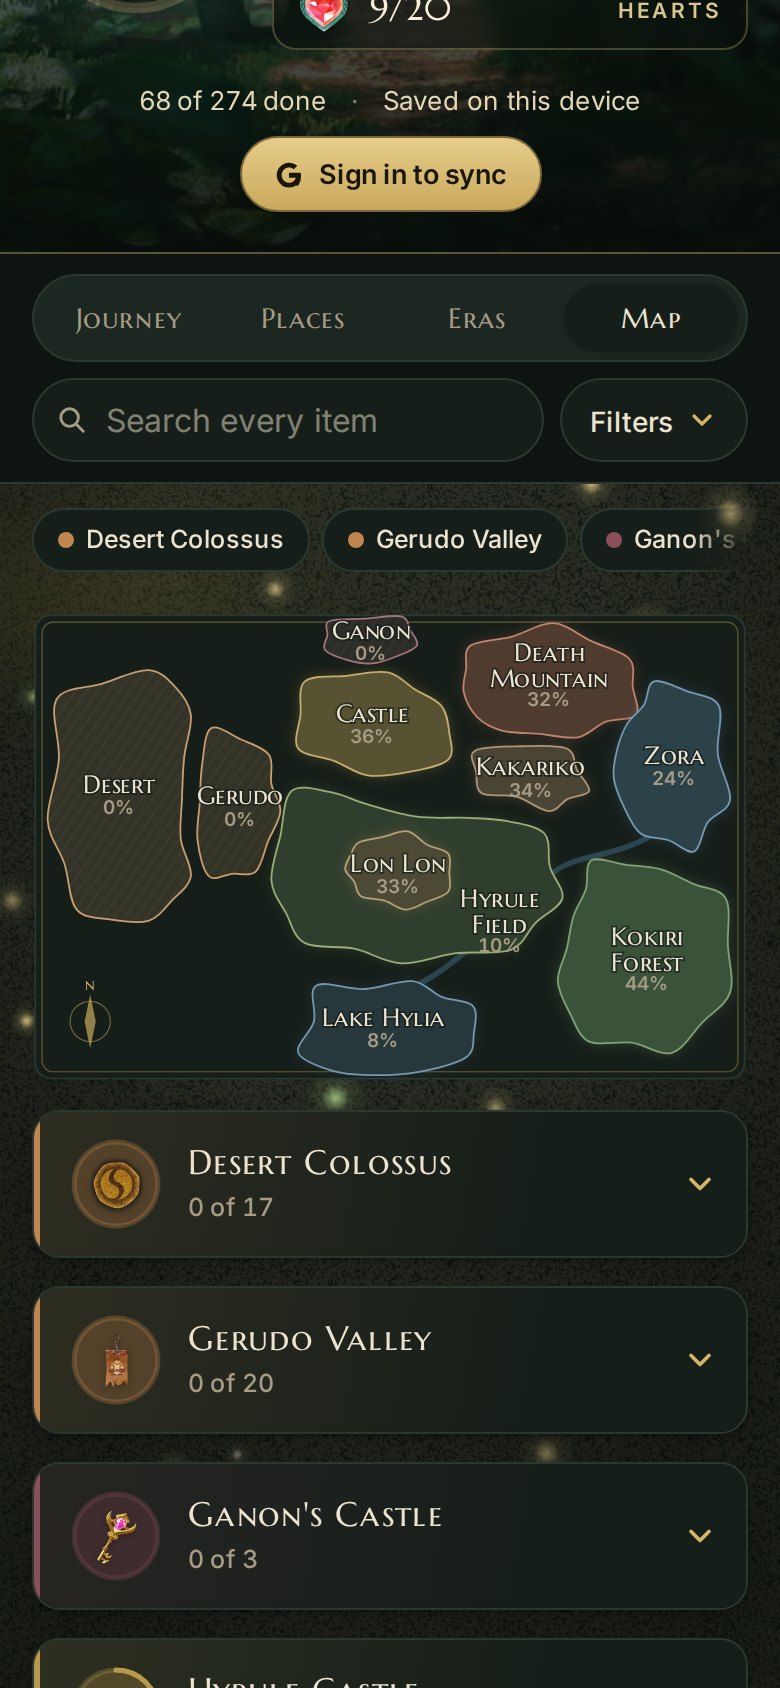 9/20
HEARTS
68 of 274 done · Saved on this device
G Sign in to sync
Journey Places Eras Map
Search every item
Filters
Desert Colossus
Gerudo Valley
Ganon's
Ganon
0%
Death
Mountain
32%
Castle
36%
Zora
24%
Kakariko
34%
Desert
0%
Gerudo
0%
Lon Lon
33%
Hyrule
Field
10%
Kokiri
Forest
44%
N
Lake Hylia
8%
Desert Colossus
0 of 17
Gerudo Valley
0 of 20
Ganon's Castle
0 of 3
Hyrule Castle